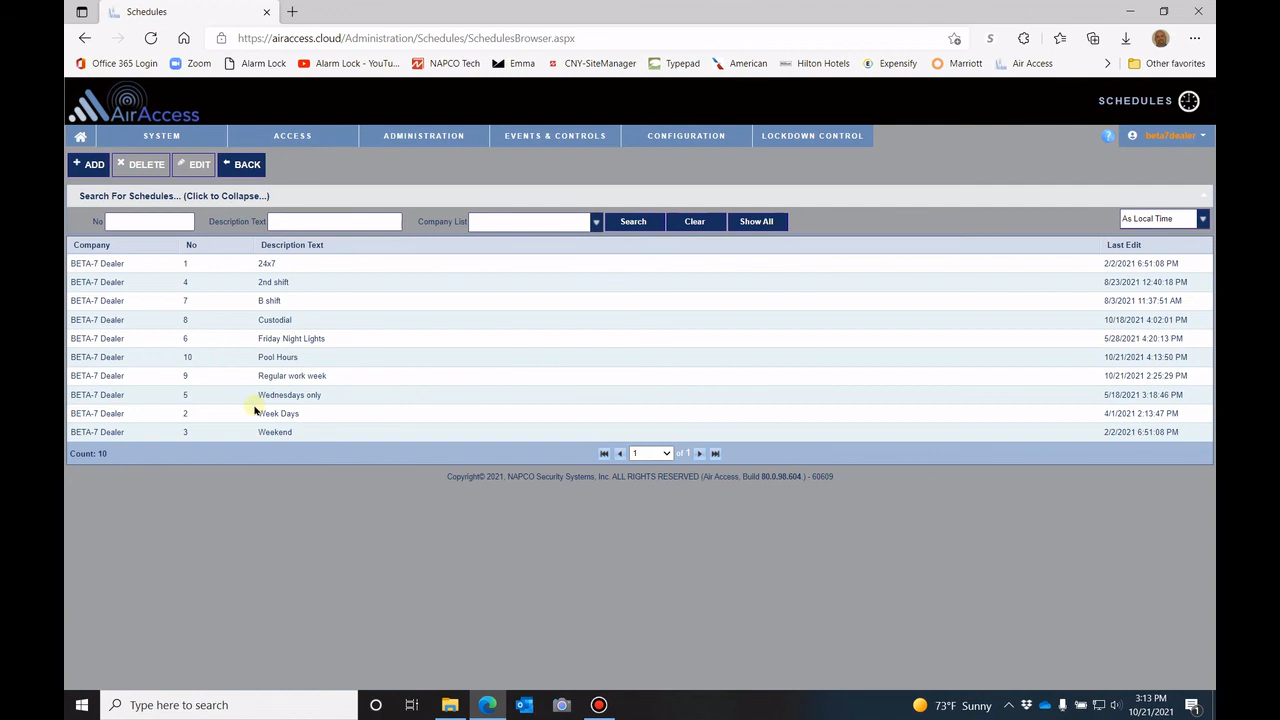 Schedules
https://airaccess.cloud/Administration/Schedules/SchedulesBrowser.aspx
Office 365 Login Zoom Alarm Lock Alarm Lock - YouTu... NAPCO Tech Emma CNY-SiteManager Typepad American Hilton Hotels Expensify Marriott Air Access Other favorites
AirAccess SCHEDULES
SYSTEM ACCESS ADMINISTRATION EVENTS & CONTROLS CONFIGURATION LOCKDOWN CONTROL ? beta7dealer
+ ADD DELETE EDIT BACK
Search For Schedules... (Click to Collapse...)
No Description Text Company List Search Clear Show All As Local Time
Company No Description Text Last Edit
BETA-7 Dealer 1 24x7 2/2/2021 6:51:08 PM
BETA-7 Dealer 4 2nd shift 8/23/2021 12:40:18 PM
BETA-7 Dealer 7 B shift 8/3/2021 11:37:51 AM
BETA-7 Dealer 8 Custodial 10/18/2021 4:02:01 PM
BETA-7 Dealer 6 Friday Night Lights 5/28/2021 4:20:13 PM
BETA-7 Dealer 10 Pool Hours 10/21/2021 4:13:50 PM
BETA-7 Dealer 9 Regular work week 10/21/2021 2:25:29 PM
BETA-7 Dealer 5 Wednesdays only 5/18/2021 3:18:46 PM
BETA-7 Dealer 2 Week Days 4/1/2021 2:13:47 PM
BETA-7 Dealer 3 Weekend 2/2/2021 6:51:08 PM
Count: 10 1 of 1
Copyright© 2021. NAPCO Security Systems, Inc. ALL RIGHTS RESERVED (Air Access, Build 80.0.98.604 ) - 60609
Type here to search 73°F Sunny 3:13 PM
10/21/2021